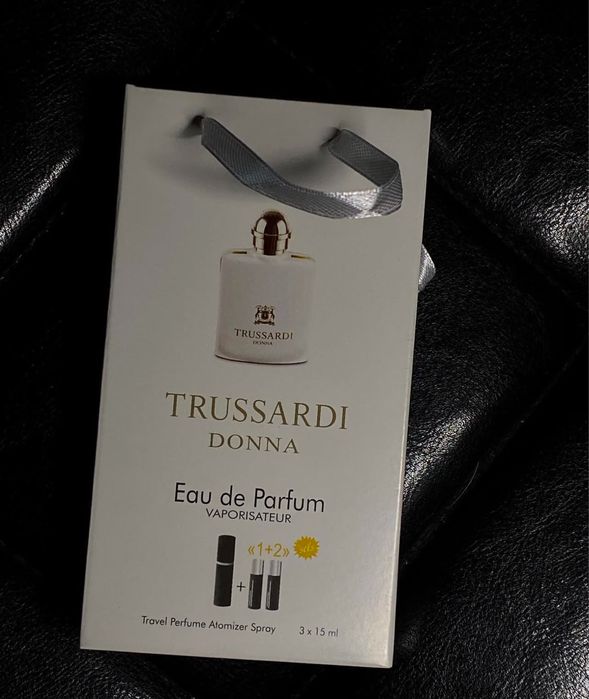 TRUSSARDI
DONNA
TRUSSARDI
DONNA
Eau de Parfum
VAPORISATEUR
«1+2»
+
Travel Perfume Atomizer Spray 3 x 15 ml